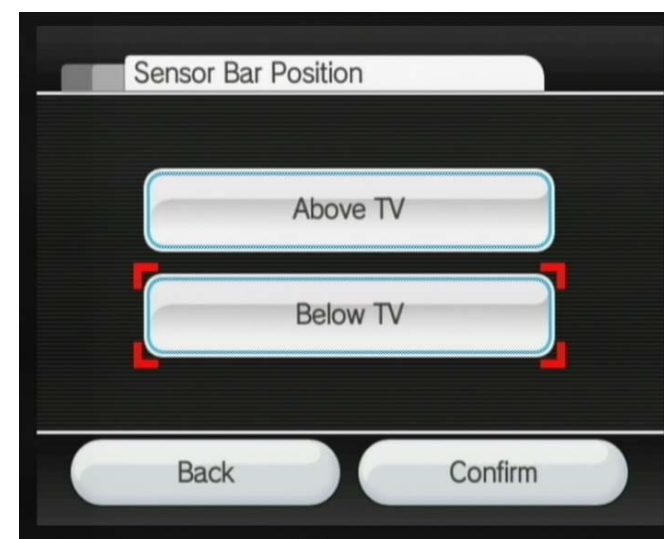 Sensor Bar Position
Above TV
Below TV
Back
Confirm